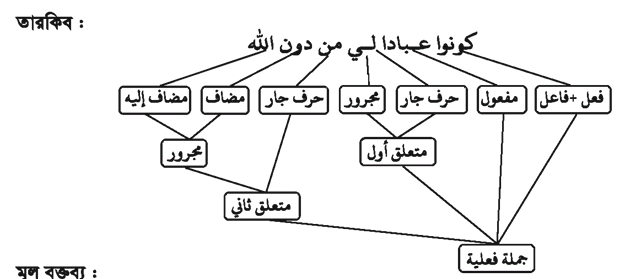 তারকিব :
كونوا عبادا لي من دون الله
فعل +فاعل مفعول حرف جار مجرور حرف جار مضاف مضاف إليه
متعلق أول مجرور
متعلق ثاني
جملة فعلية
মূল বক্তব্য :